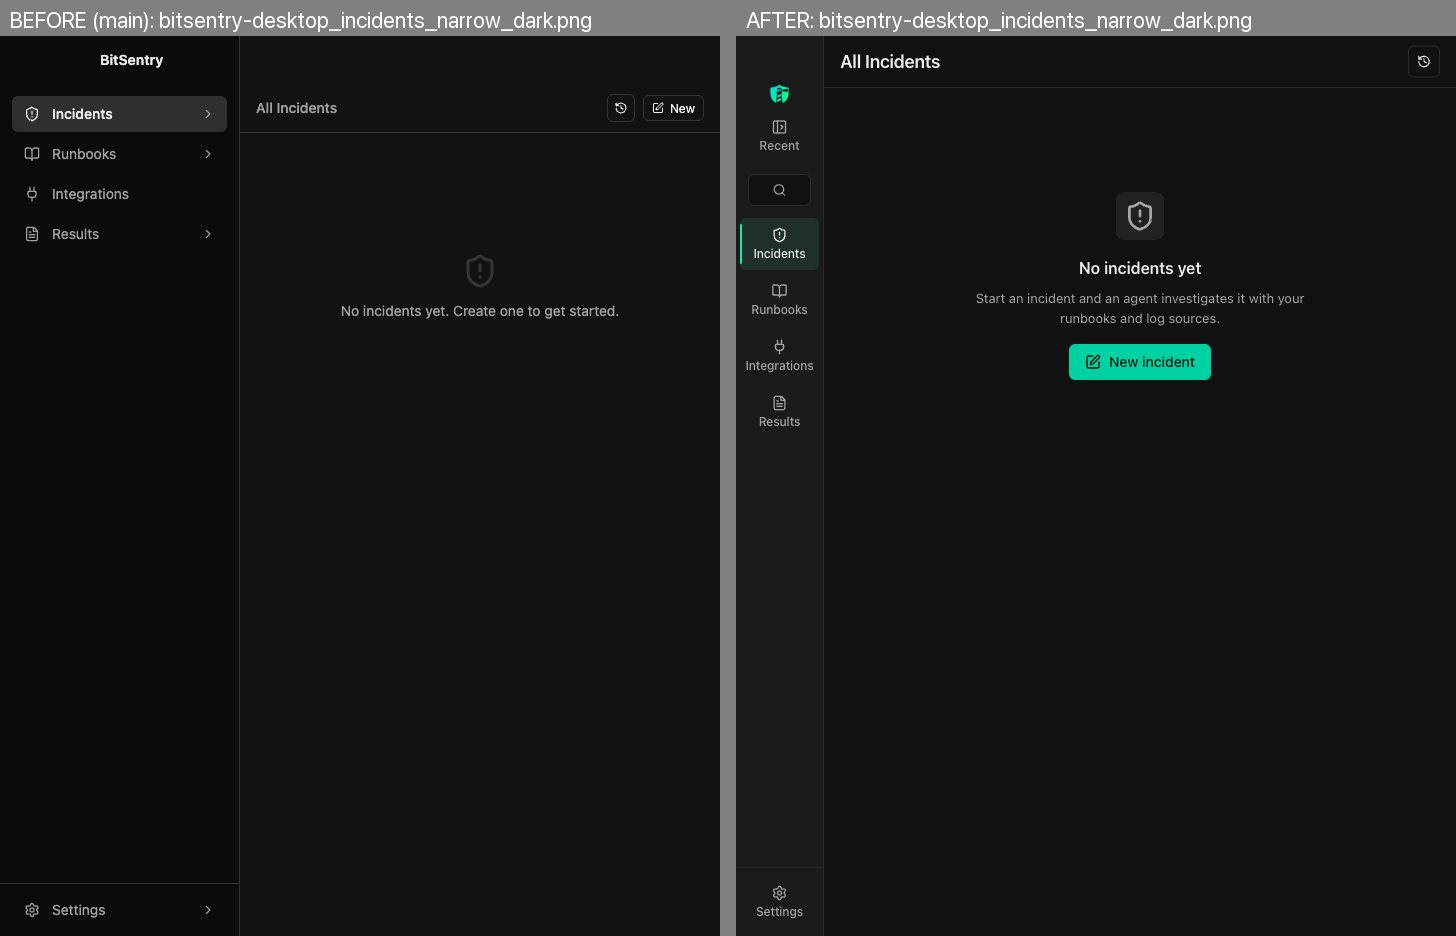 BEFORE (main): bitsentry-desktop_incidents_narrow_dark.png
BitSentry
Incidents
Runbooks
Integrations
Results
Settings
All Incidents
New
No incidents yet. Create one to get started.
AFTER: bitsentry-desktop_incidents_narrow_dark.png
Recent
Incidents
Runbooks
Integrations
Results
Settings
All Incidents
No incidents yet
Start an incident and an agent investigates it with your
runbooks and log sources.
New incident